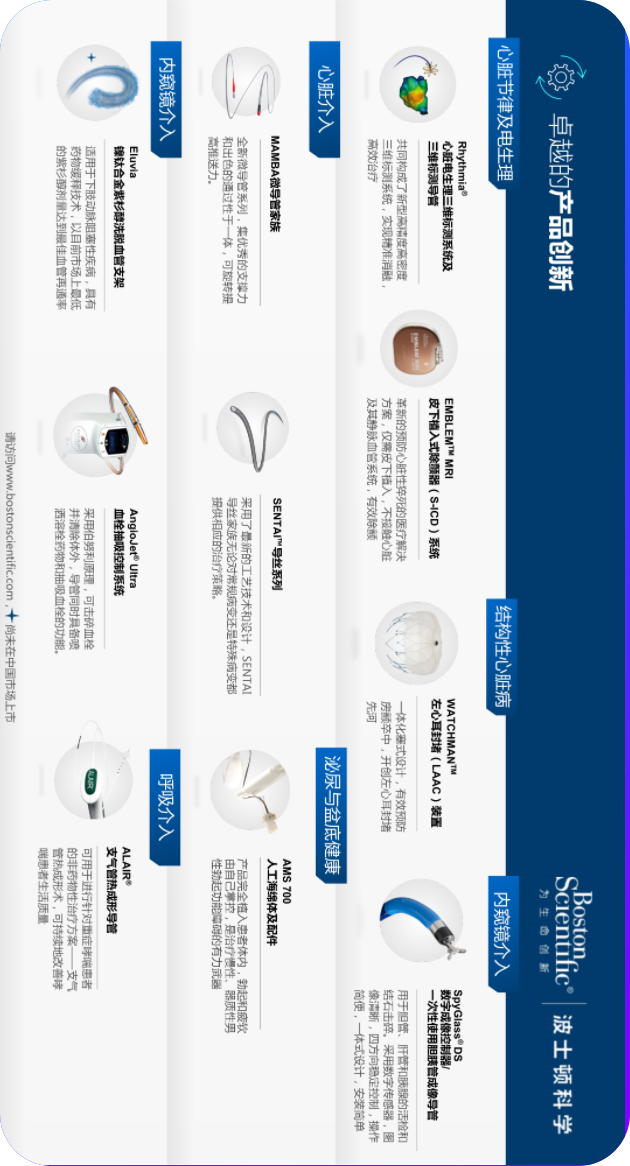 卓越的产品创新
Boston
Scientific®
为生命创新
波士顿科学
心脏节律及电生理
Rhythmia®
心脏电生理三维标测系统及
三维标测导管
共同构成了新型高精度高密度
三维标测系统，实现精准消融，
高效治疗
EMBLEM™ MRI
皮下植入式除颤器（S-ICD）系统
革新的预防心脏性猝死的医疗解决
方案，仅需皮下植入，不接触心脏
及其静脉血管系统，有效除颤
结构性心脏病
WATCHMAN™
左心耳封堵（LAAC）装置
一体化塞式设计，有效预防
房颤卒中，开创左心耳封堵
先河
内窥镜介入
SpyGlass® DS
数字成像控制器/
一次性使用胆胰管成像导管
用于胆管、肝管和胰腺的活检和
结石击碎。采用数字传感器，图
像清晰，四方向稳定控制，操作
简便，一体式设计，安装简单
心脏介入
MAMBA微导管家族
全新微导管系列，集优秀的支撑力
和出色的通过性于一体，可旋转提
高推送力。
SENTAI™导丝系列
采用了最新的工艺技术和设计，SENTAI
导丝家族无论对常规病变还是特殊病变都
提供相应的治疗策略。
泌尿与盆底健康
AMS 700
人工海绵体及配件
产品完全植入患者体内，勃起和疲软
由自己掌控，是治疗慢性、器质性男
性勃起功能障碍的有力武器
内窥镜介入
Eluvia
镍钛合金紫杉醇洗脱血管支架
适用于下肢动脉阻塞性疾病，具有
药物缓释技术，以目前市场上最低
的紫杉醇剂量达到最佳血管再通率
AngioJet® Ultra
血栓抽吸控制系统
采用伯努利原理，可击碎血栓
并清除体外，导管同时具备喷
洒溶栓药物和抽吸血栓的功能。
呼吸介入
ALAIR
ALAIR®
支气管热成形导管
可用于进行针对重症哮喘患者
的非药物性治疗方案——支气
管热成形术，可持续地改善哮
喘患者生活质量
请访问www.bostonscientific.com，尚未在中国市场上市